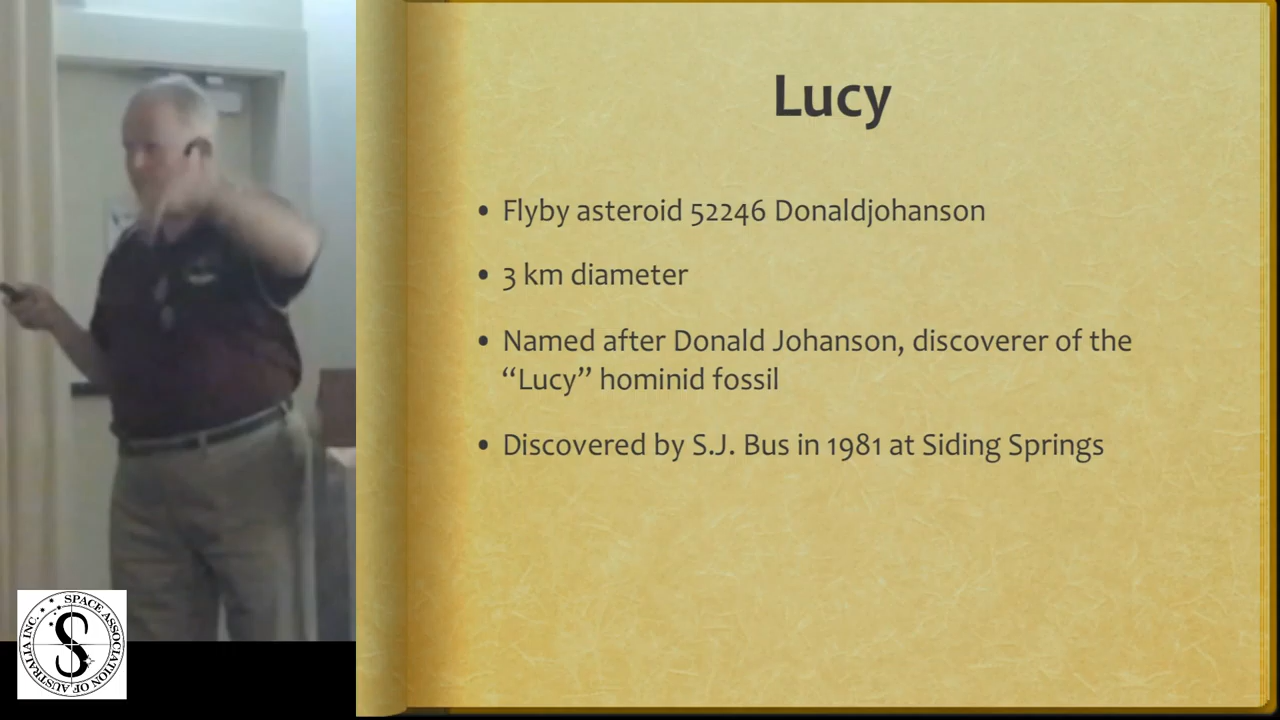 Lucy
• Flyby asteroid 52246 Donaldjohanson
• 3 km diameter
• Named after Donald Johanson, discoverer of the
“Lucy” hominid fossil
• Discovered by S.J. Bus in 1981 at Siding Springs
SPACE ASSOCIATION OF AUSTRALIA INC.
S